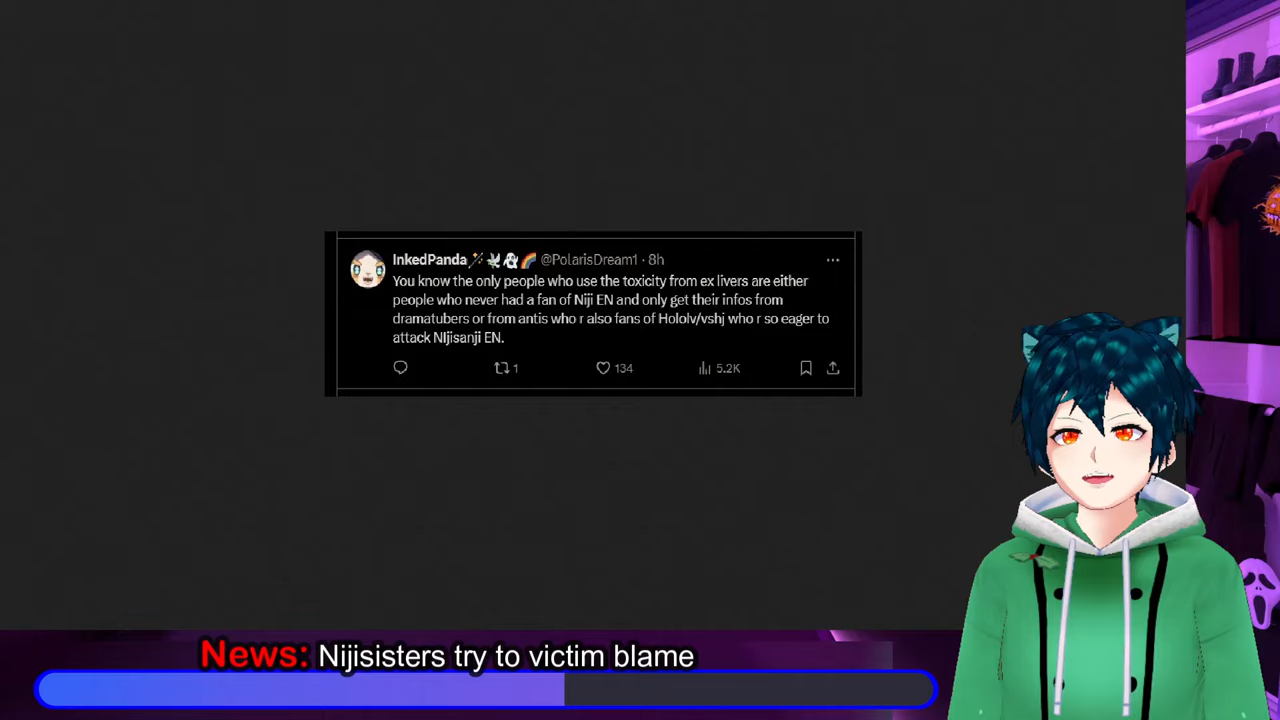 InkedPanda @PolarisDream1 · 8h
You know the only people who use the toxicity from ex livers are either
people who never had a fan of Niji EN and only get their infos from
dramatubers or from antis who r also fans of Hololv/vshj who r so eager to
attack NIjisanji EN.
1 134 5.2K
News: Nijisisters try to victim blame